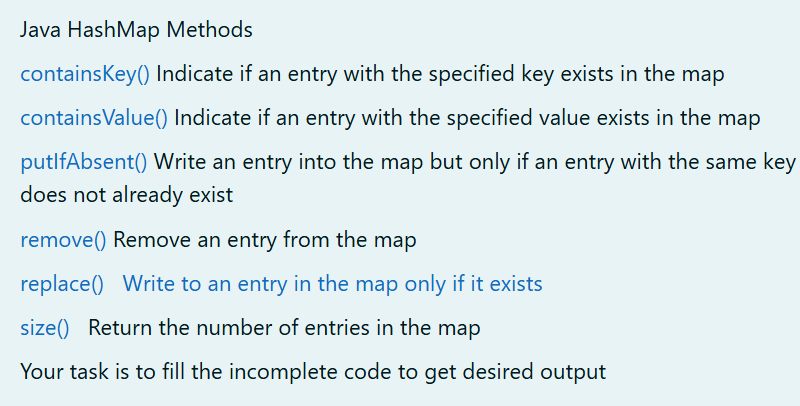 Java HashMap Methods
containsKey() Indicate if an entry with the specified key exists in the map
containsValue() Indicate if an entry with the specified value exists in the map
putIfAbsent() Write an entry into the map but only if an entry with the same key
does not already exist
remove() Remove an entry from the map
replace() Write to an entry in the map only if it exists
size() Return the number of entries in the map
Your task is to fill the incomplete code to get desired output